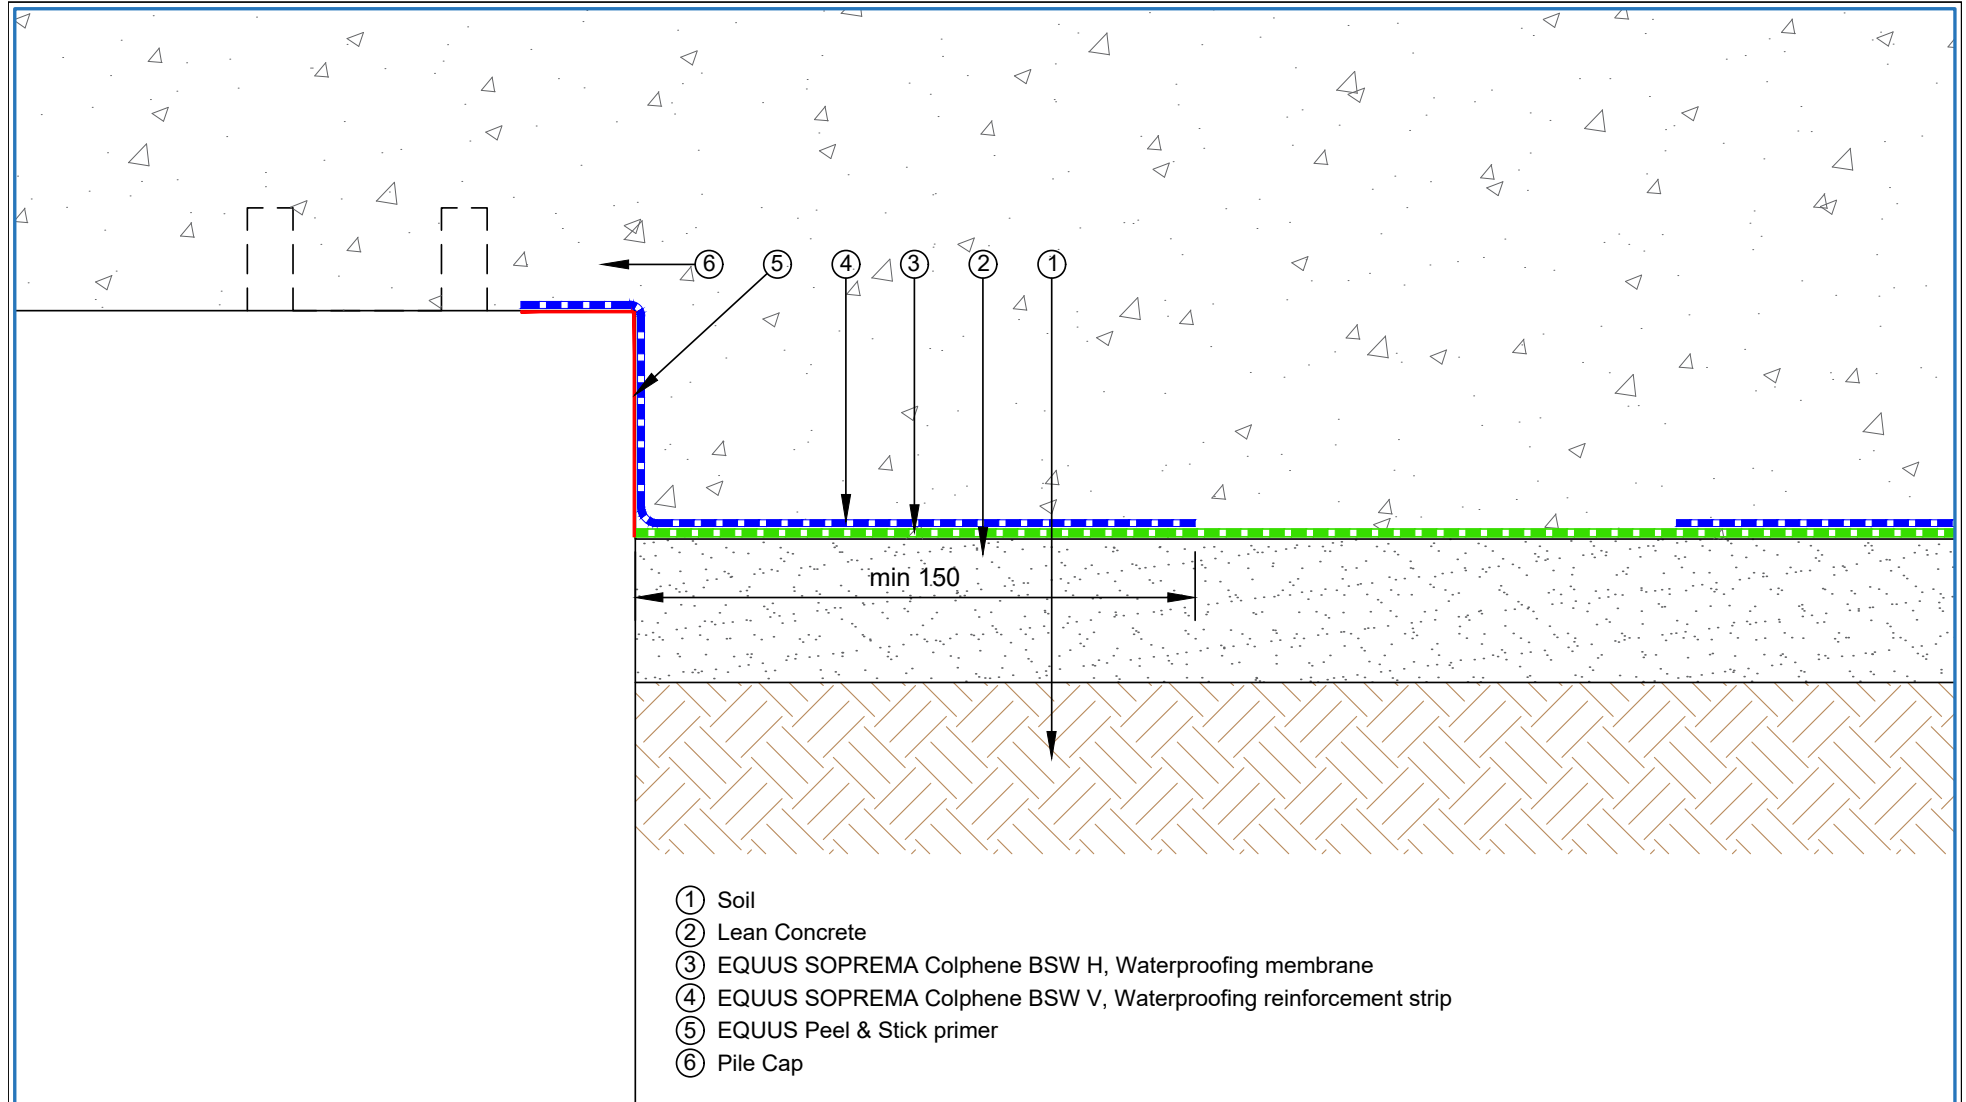 6 5 4 3 2 1
min 150
1 Soil
2 Lean Concrete
3 EQUUS SOPREMA Colphene BSW H, Waterproofing membrane
4 EQUUS SOPREMA Colphene BSW V, Waterproofing reinforcement strip
5 EQUUS Peel & Stick primer
6 Pile Cap